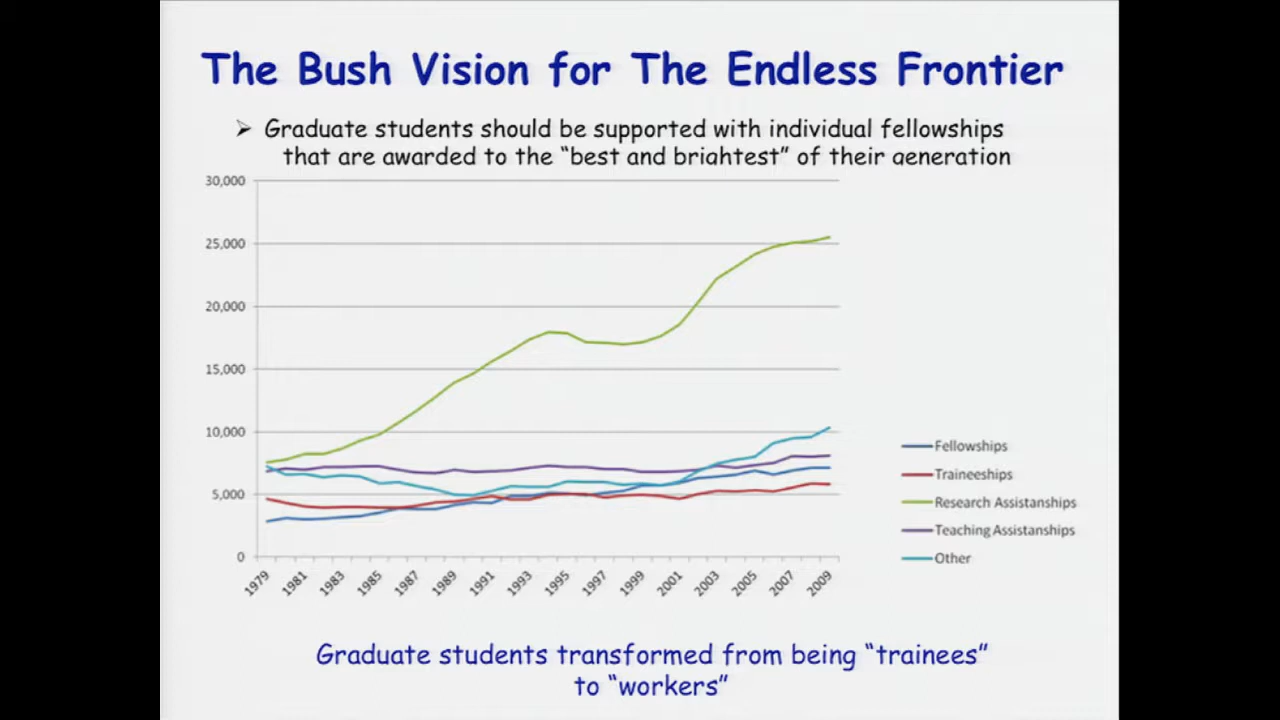 The Bush Vision for The Endless Frontier
➢ Graduate students should be supported with individual fellowships
that are awarded to the “best and brightest” of their generation
30,000
25,000
20,000
15,000
10,000
5,000
0
1979
1981
1983
1985
1987
1989
1991
1993
1995
1997
1999
2001
2003
2005
2007
2009
Fellowships
Traineeships
Research Assistanships
Teaching Assistanships
Other
Graduate students transformed from being “trainees”
to “workers”